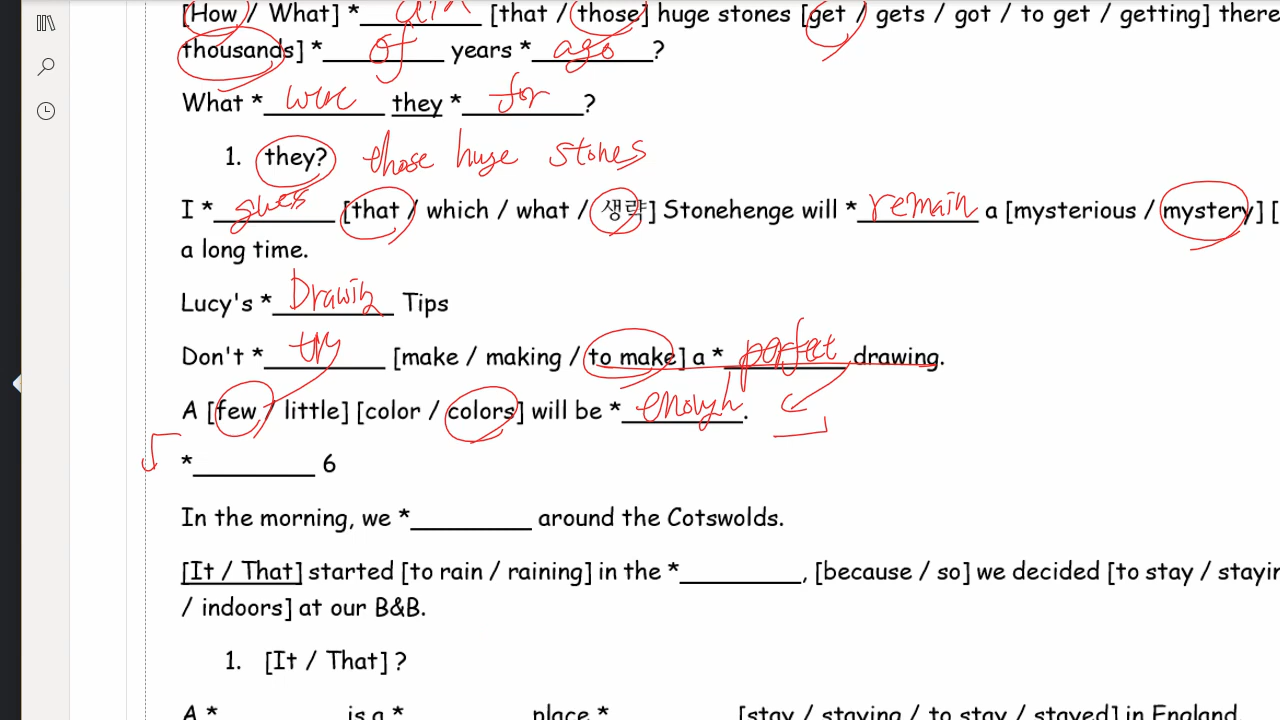 [How / What] * did [that / those] huge stones [get / gets / got / to get / getting] there
thousands] * of years * ago ?
What * were they * for ?
1. they? those huge stones
I * guess [that / which / what / 생략] Stonehenge will * remain a [mysterious / mystery] [
a long time.
Lucy's * Drawing Tips
Don't * try [make / making / to make] a * perfect drawing.
A [few / little] [color / colors] will be * enough.
*__________ 6
In the morning, we *__________ around the Cotswolds.
[It / That] started [to rain / raining] in the *__________, [because / so] we decided [to stay / stayin
/ indoors] at our B&B.
1. [It / That] ?
A *__________ is a *__________ place *__________ [stay / staying / to stay / stayed] in England.